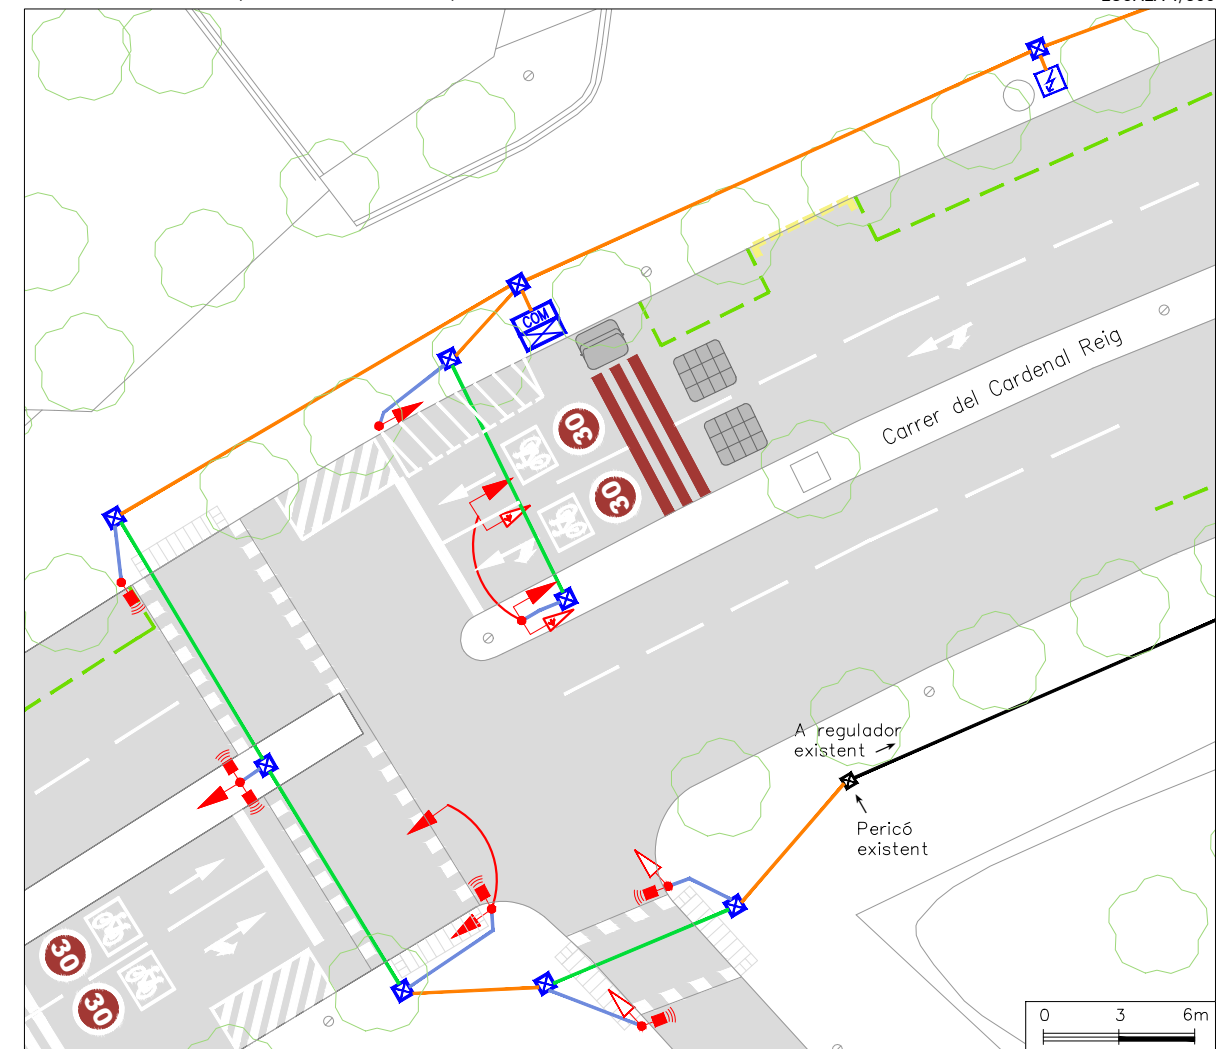 COM
30
30
Carrer del Cardenal Reig
A regulador
existent
Pericó
existent
30
30
0 3 6m